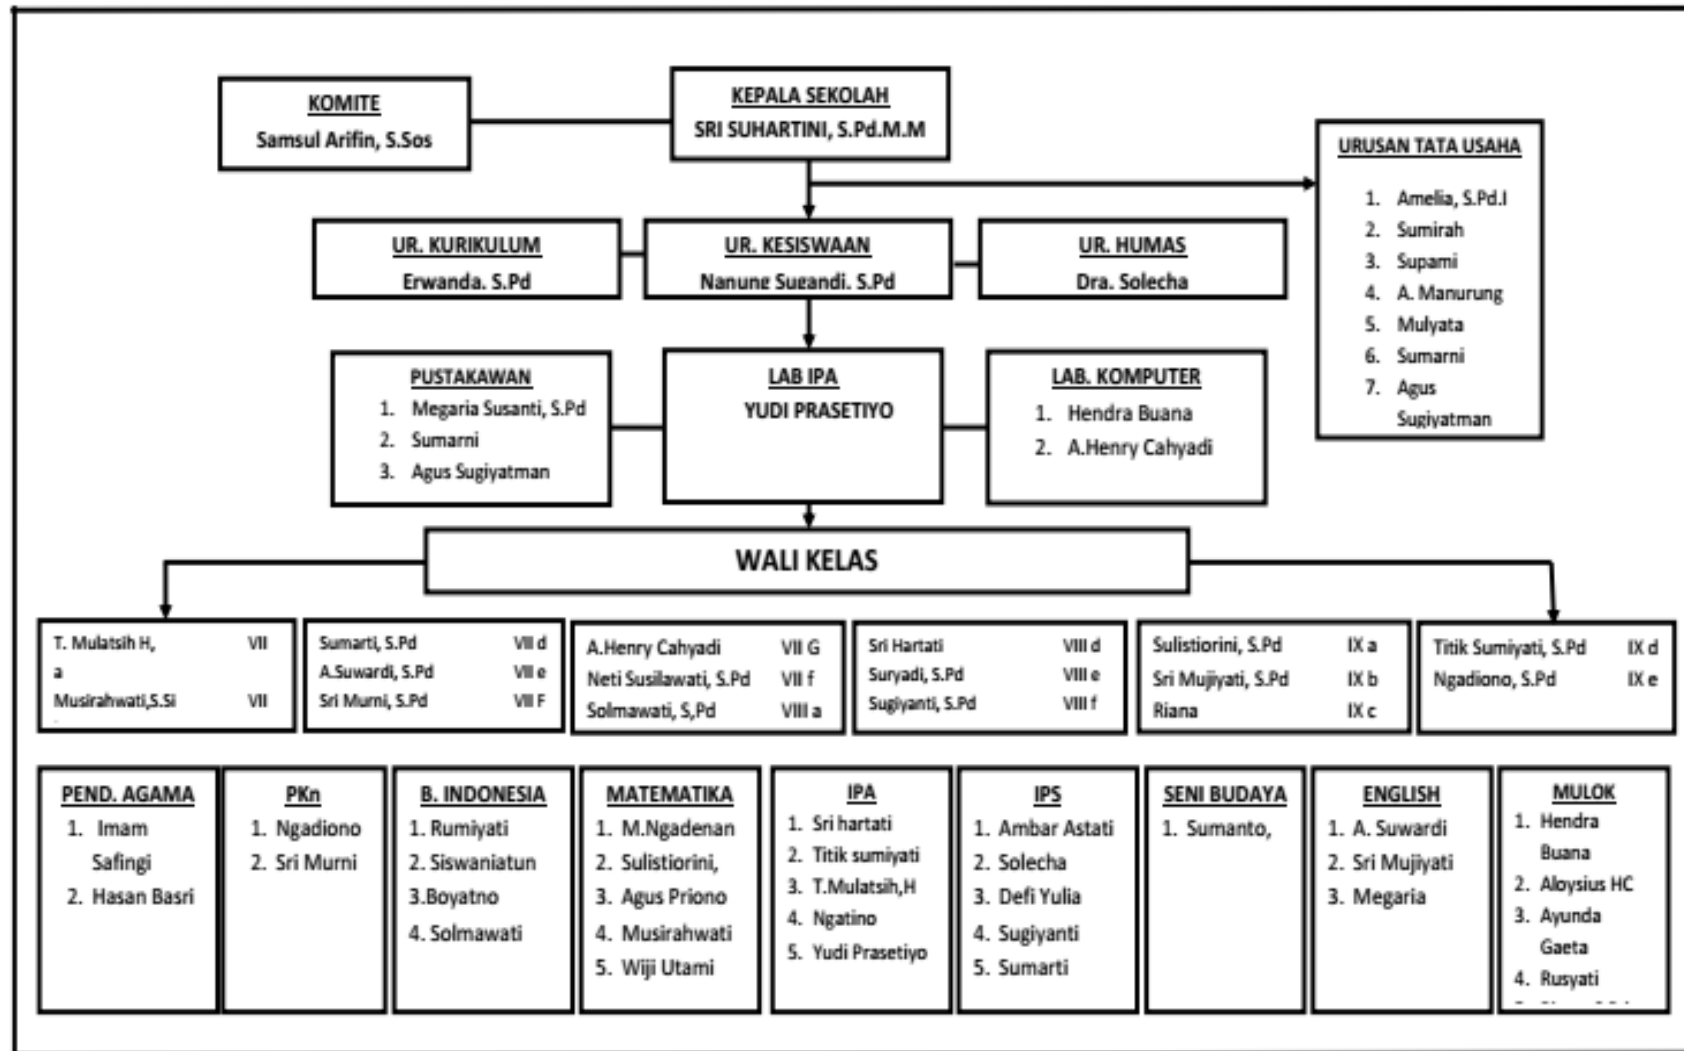 KOMITE
Samsul Arifin, S.Sos
KEPALA SEKOLAH
SRI SUHARTINI, S.Pd.M.M
URUSAN TATA USAHA
1. Amelia, S.Pd.I
2. Sumirah
3. Supami
4. A. Manurung
5. Mulyata
6. Sumarni
7. Agus
Sugiyatman
UR. KURIKULUM
Erwanda. S.Pd
UR. KESISWAAN
Nanung Sugandi. S.Pd
UR. HUMAS
Dra. Solecha
PUSTAKAWAN
1. Megaria Susanti, S.Pd
2. Sumarni
3. Agus Sugiyatman
LAB IPA
YUDI PRASETIYO
LAB. KOMPUTER
1. Hendra Buana
2. A.Henry Cahyadi
WALI KELAS
T. Mulatsih H, VII
a
Musirahwati,S.Si VII
Sumarti, S.Pd VII d
A.Suwardi, S.Pd VII e
Sri Murni, S.Pd VII F
A.Henry Cahyadi VII G
Neti Susilawati, S.Pd VII f
Solmawati, S,Pd VIII a
Sri Hartati VIII d
Suryadi, S.Pd VIII e
Sugiyanti, S.Pd VIII f
Sulistiorini, S.Pd IX a
Sri Mujiyati, S.Pd IX b
Riana IX c
Titik Sumiyati, S.Pd IX d
Ngadiono, S.Pd IX e
PEND. AGAMA
1. Imam
Safingi
2. Hasan Basri
PKn
1. Ngadiono
2. Sri Murni
B. INDONESIA
1. Rumiyati
2. Siswaniatun
3.Boyatno
4. Solmawati
MATEMATIKA
1. M.Ngadenan
2. Sulistiorini,
3. Agus Priono
4. Musirahwati
5. Wiji Utami
IPA
1. Sri hartati
2. Titik sumiyati
3. T.Mulatsih,H
4. Ngatino
5. Yudi Prasetiyo
IPS
1. Ambar Astati
2. Solecha
3. Defi Yulia
4. Sugiyanti
5. Sumarti
SENI BUDAYA
1. Sumanto,
ENGLISH
1. A. Suwardi
2. Sri Mujiyati
3. Megaria
MULOK
1. Hendra
Buana
2. Aloysius HC
3. Ayunda
Gaeta
4. Rusyati